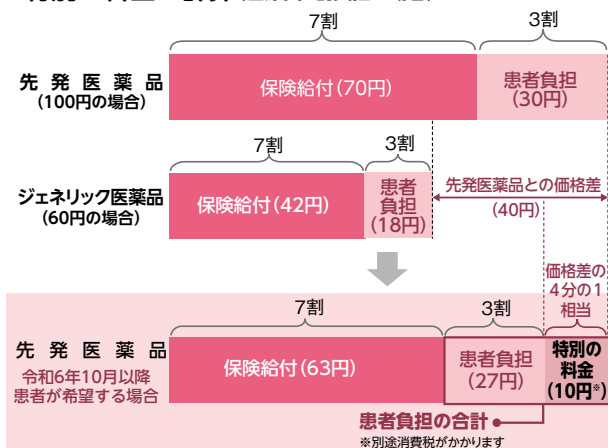 7割
3割
先発医薬品
(100円の場合)
保険給付(70円)
患者負担
(30円)
7割
3割
ジェネリック医薬品
(60円の場合)
保険給付(42円)
患者
負担
(18円)
先発医薬品との価格差
(40円)
価格差の
4分の1
相当
7割
3割
先発医薬品
令和6年10月以降
患者が希望する場合
保険給付(63円)
患者負担
(27円)
特別の
料金
(10円※)
患者負担の合計
※別途消費税がかかります